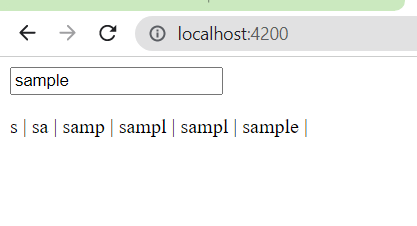 localhost:4200
sample
s | sa | samp | sampl | sampl | sample |